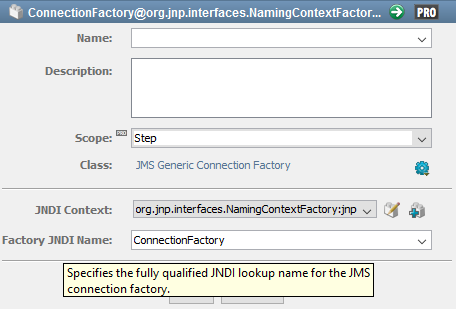 ConnectionFactory@org.jnp.interfaces.NamingContextFactor... PRO
Name:
Description:
Scope: PRO Step
Class: JMS Generic Connection Factory
JNDI Context: org.jnp.interfaces.NamingContextFactory:jnp
Factory JNDI Name: ConnectionFactory
Specifies the fully qualified JNDI lookup name for the JMS
connection factory.